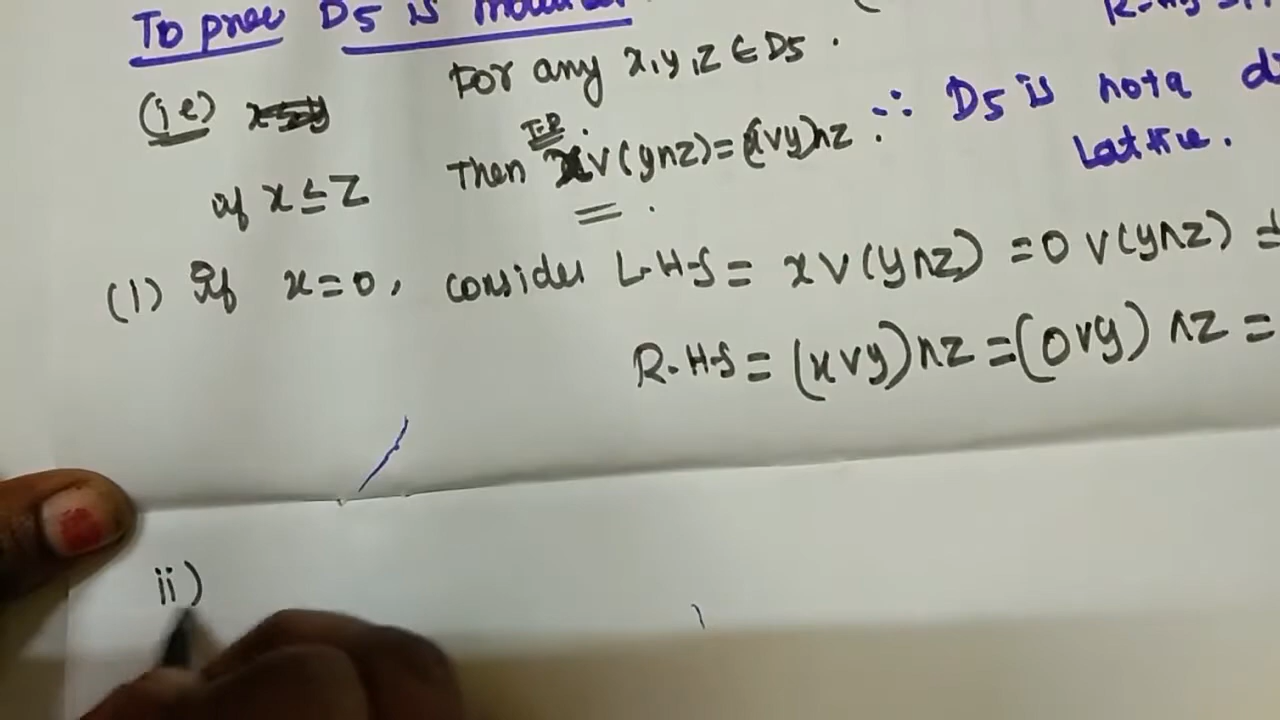 To prove D5 is modular
(i.e) For any x, y, z ∈ D5.
if x ≤ z Then T.P x∨(y∧z)=(x∨y)∧z.
∴ D5 is not a
Lattice.
(1) If x=0, consider L.H.S = x∨(y∧z) = 0∨(y∧z) =
R.H.S = (x∨y)∧z = (0∨y)∧z =
ii)